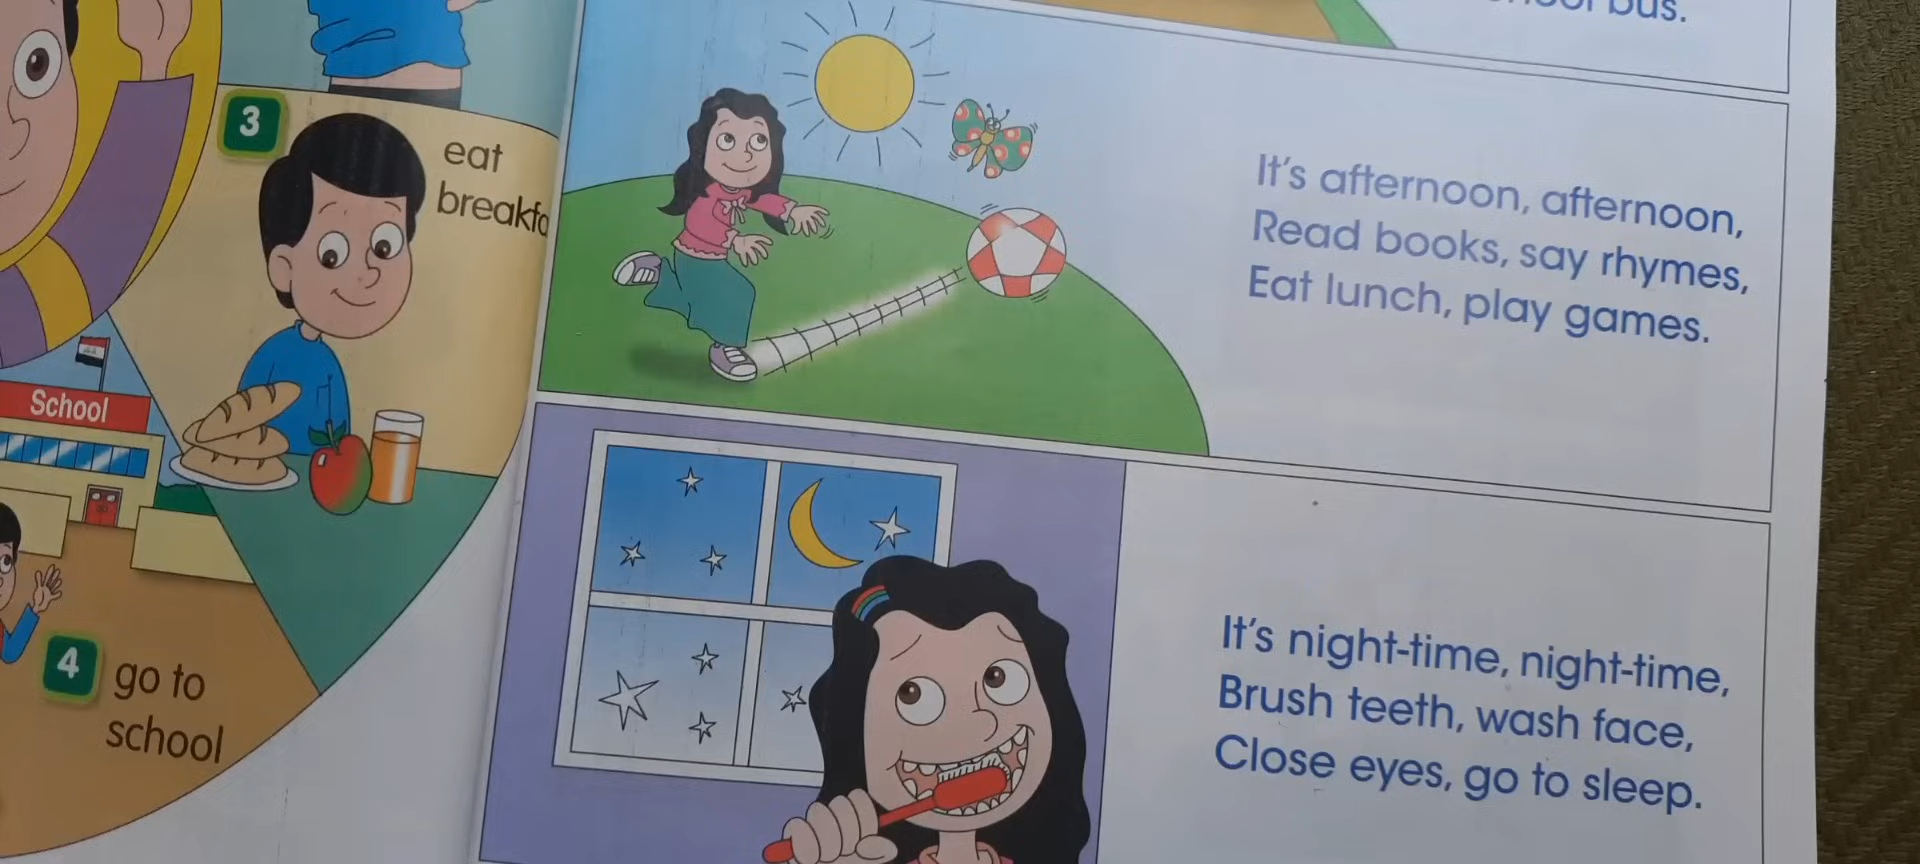 3
eat
School
4
go to
school
bus.
It's afternoon, afternoon,
Read books, say rhymes,
Eat lunch, play games.
It's night-time, night-time,
Brush teeth, wash face,
Close eyes, go to sleep.